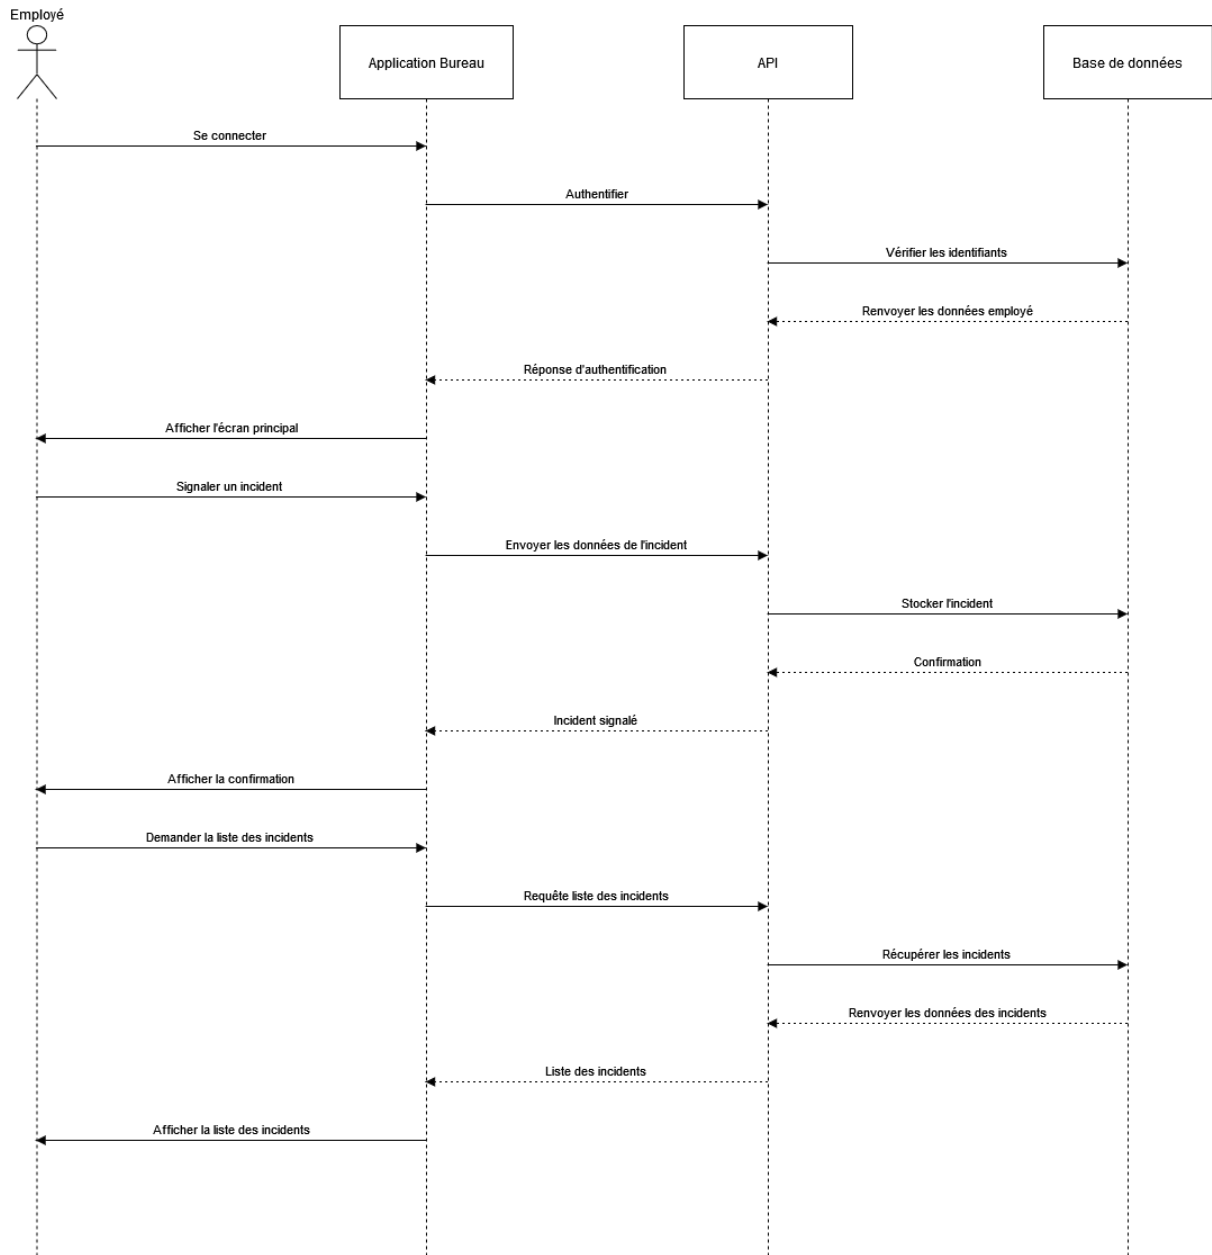 Employé
Application Bureau
API
Base de données
Se connecter
Authentifier
Vérifier les identifiants
Renvoyer les données employé
Réponse d'authentification
Afficher l'écran principal
Signaler un incident
Envoyer les données de l'incident
Stocker l'incident
Confirmation
Incident signalé
Afficher la confirmation
Demander la liste des incidents
Requête liste des incidents
Récupérer les incidents
Renvoyer les données des incidents
Liste des incidents
Afficher la liste des incidents